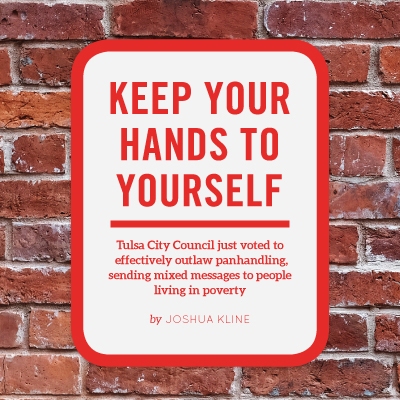 KEEP YOUR
HANDS TO
YOURSELF
Tulsa City Council just voted to
effectively outlaw panhandling,
sending mixed messages to people
living in poverty
by JOSHUA KLINE